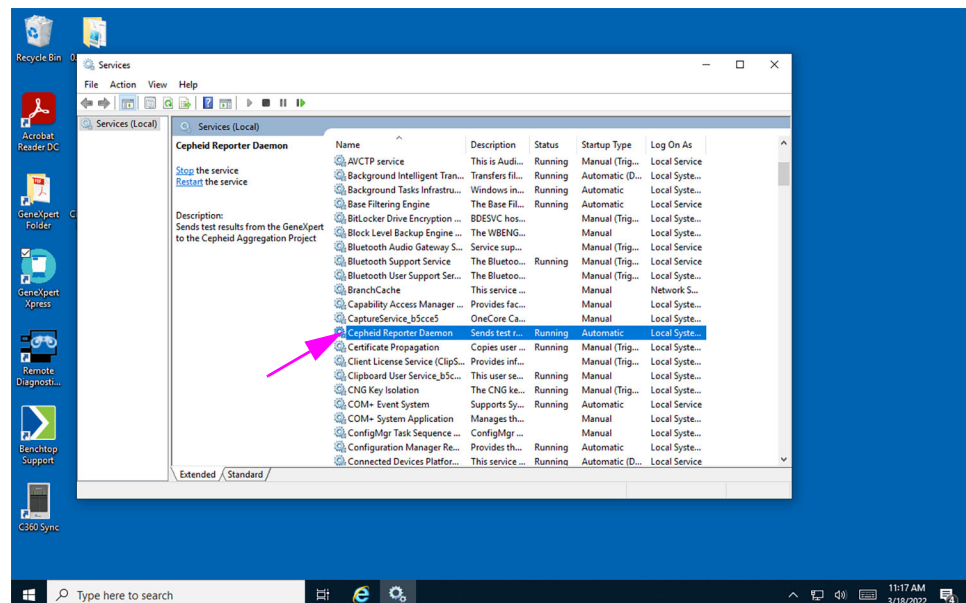 Recycle Bin
0.
Acrobat
Reader DC
GeneXpert
Folder
C
GeneXpert
Xpress
Remote
Diagnosti...
Benchtop
Support
C360 Sync
Services
File Action View Help
Services (Local)
Services (Local)
Cepheid Reporter Daemon
Stop the service
Restart the service
Description:
Sends test results from the GeneXpert
to the Cepheid Aggregation Project
Name Description Status Startup Type Log On As
AVCTP service This is Audi... Running Manual (Trig... Local Service
Background Intelligent Tran... Transfers fil... Running Automatic (D... Local Syste...
Background Tasks Infrastru... Windows in... Running Automatic Local Syste...
Base Filtering Engine The Base Fil... Running Automatic Local Service
BitLocker Drive Encryption ... BDESVC hos... Manual (Trig... Local Syste...
Block Level Backup Engine ... The WBENG... Manual Local Syste...
Bluetooth Audio Gateway S... Service sup... Manual (Trig... Local Service
Bluetooth Support Service The Bluetoo... Running Manual (Trig... Local Service
Bluetooth User Support Ser... The Bluetoo... Manual (Trig... Local Syste...
BranchCache This service ... Manual Network S...
Capability Access Manager ... Provides fac... Manual Local Syste...
CaptureService_b5cce5 OneCore Ca... Manual Local Syste...
Cepheid Reporter Daemon Sends test r... Running Automatic Local Syste...
Certificate Propagation Copies user ... Running Manual (Trig... Local Syste...
Client License Service (ClipS... Provides inf... Manual (Trig... Local Syste...
Clipboard User Service_b5c... This user se... Running Manual Local Syste...
CNG Key Isolation The CNG ke... Running Manual (Trig... Local Syste...
COM+ Event System Supports Sy... Running Automatic Local Service
COM+ System Application Manages th... Manual Local Syste...
ConfigMgr Task Sequence ... ConfigMgr ... Manual Local Syste...
Configuration Manager Re... Provides th... Running Automatic Local Syste...
Connected Devices Platfor... This service ... Running Automatic (D... Local Service
Extended Standard
Type here to search
11:17 AM
3/18/2022
4